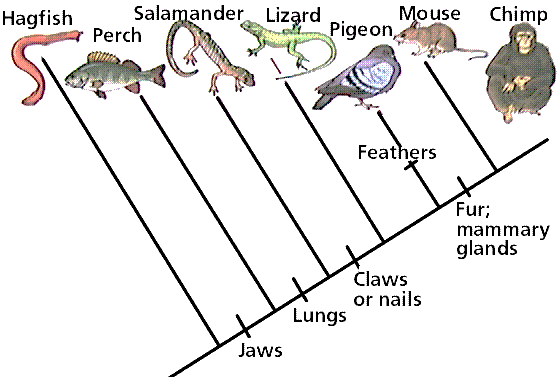 Hagfish
Perch
Salamander
Lizard
Pigeon
Mouse
Chimp
Feathers
Fur;
mammary
glands
Claws
or nails
Lungs
Jaws